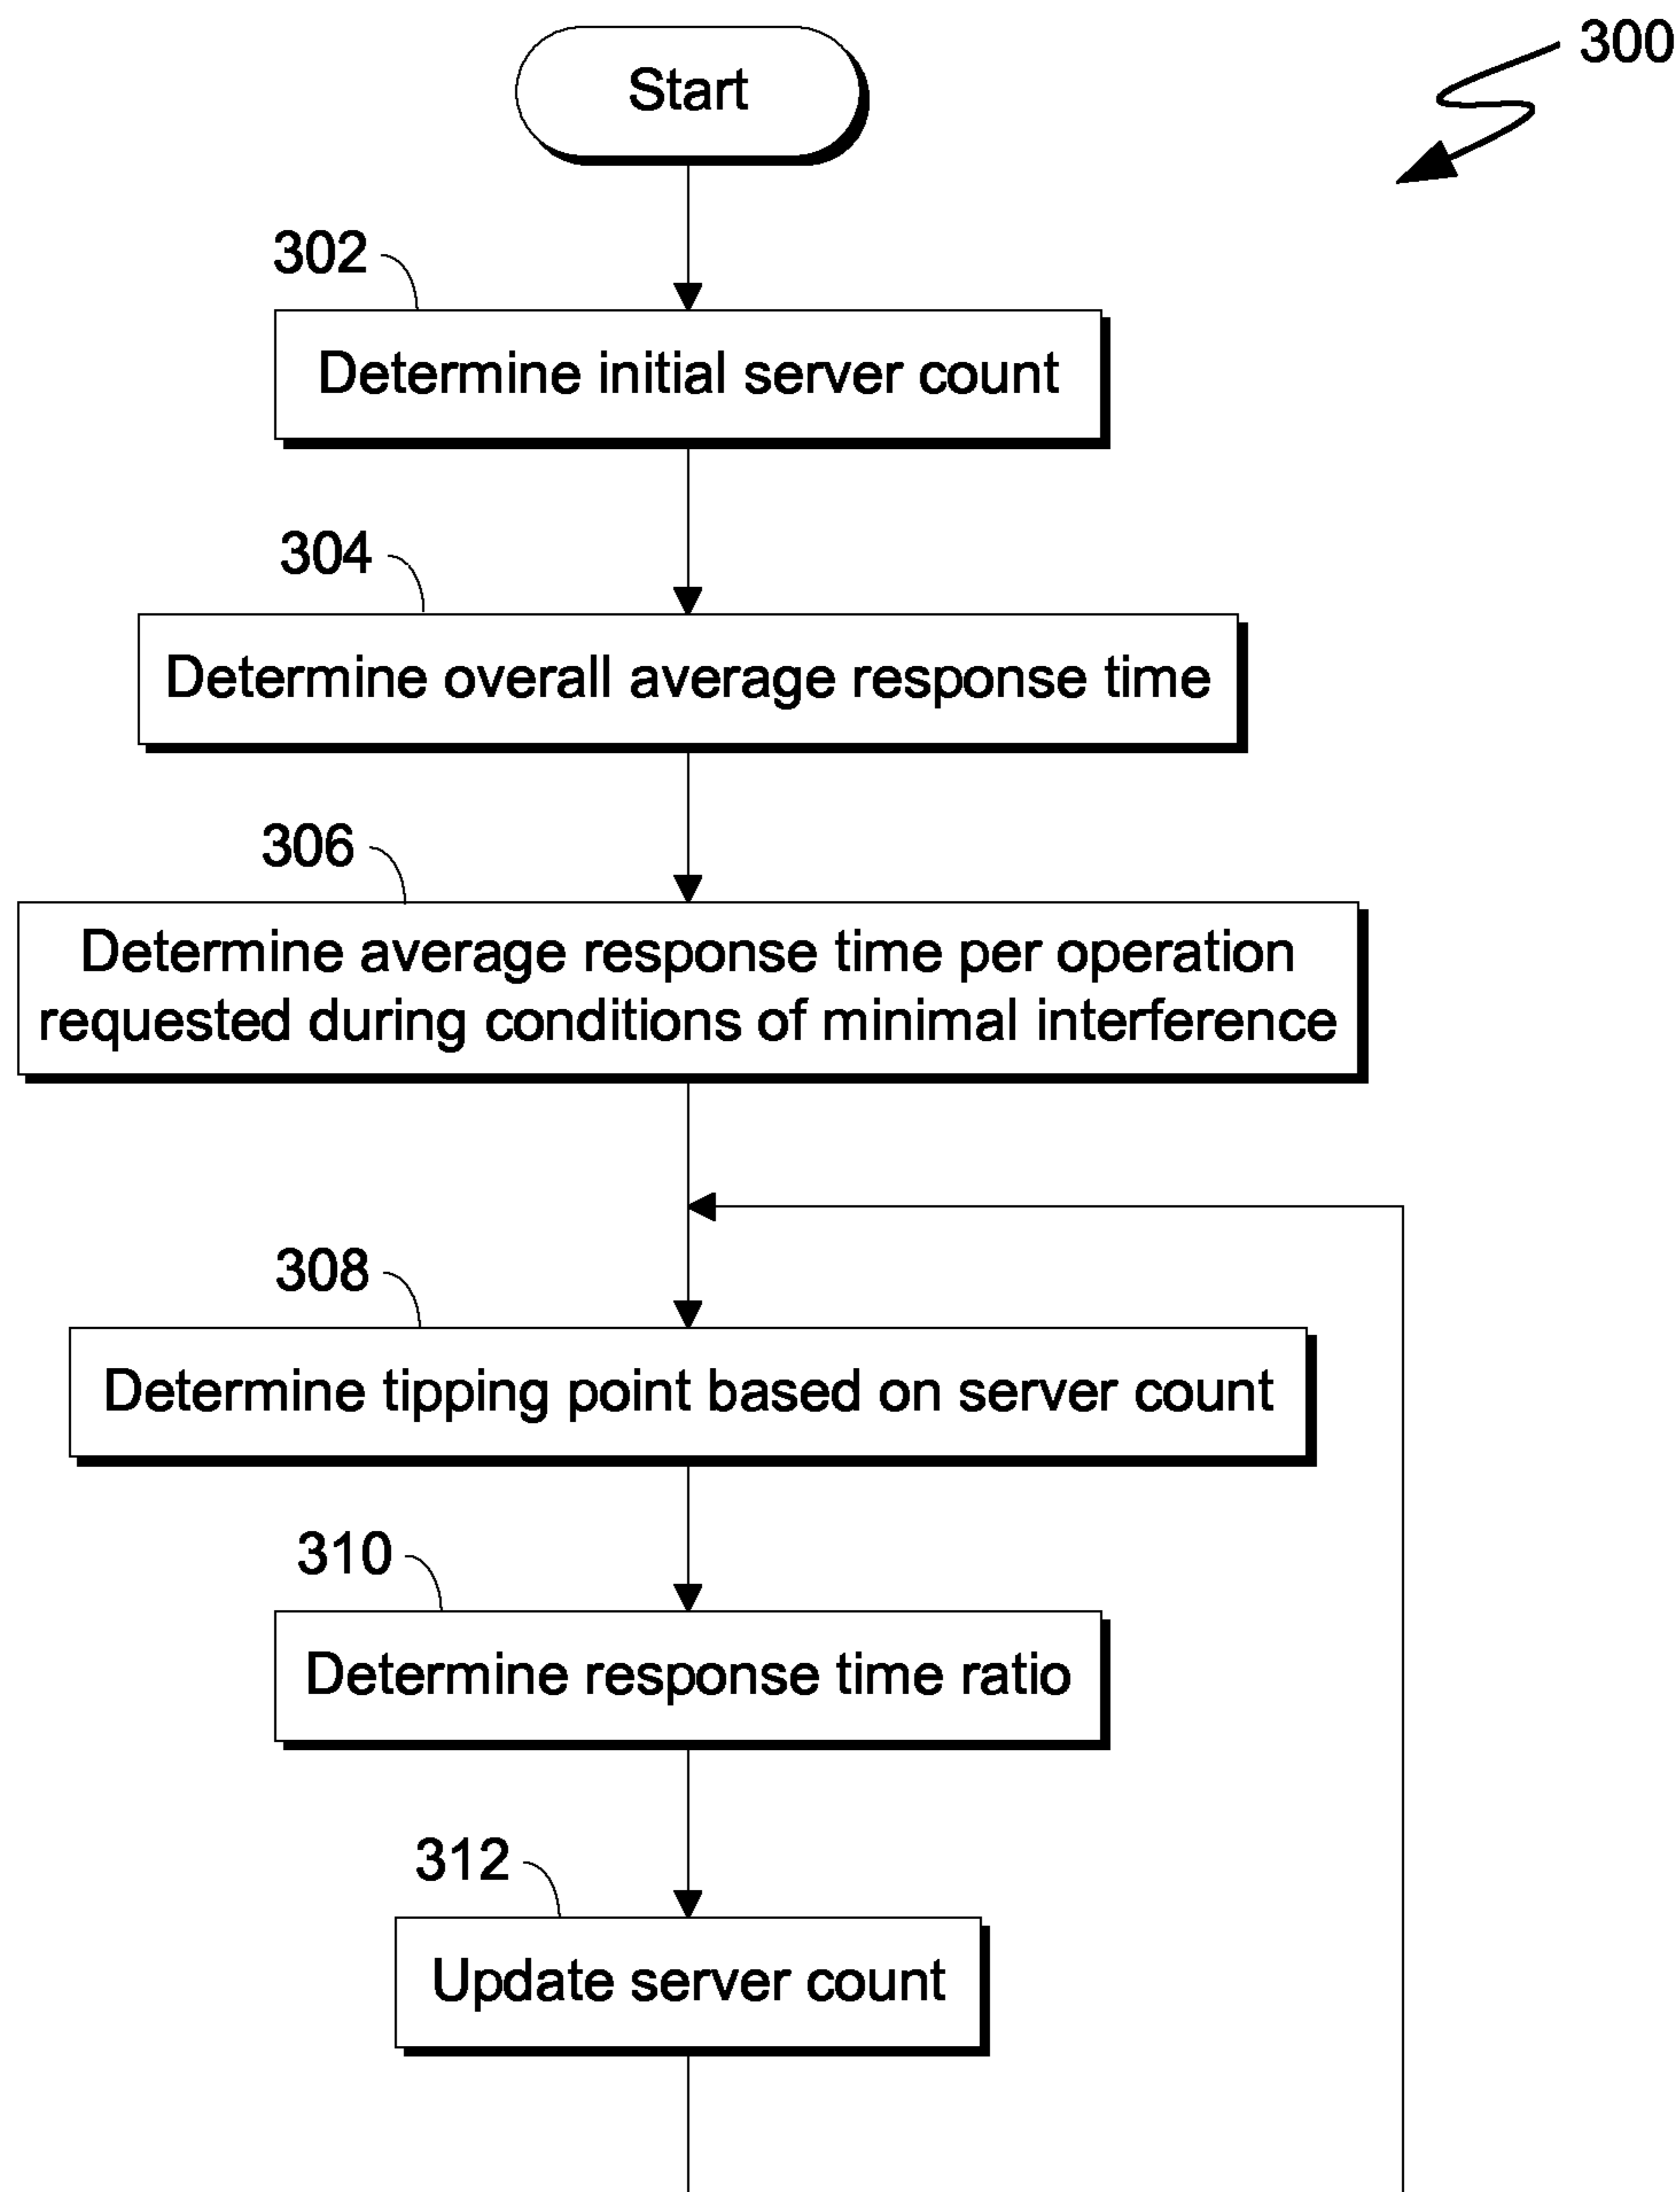 300
Start
302
Determine initial server count
304
Determine overall average response time
306
Determine average response time per operation
requested during conditions of minimal interference
308
Determine tipping point based on server count
310
Determine response time ratio
312
Update server count